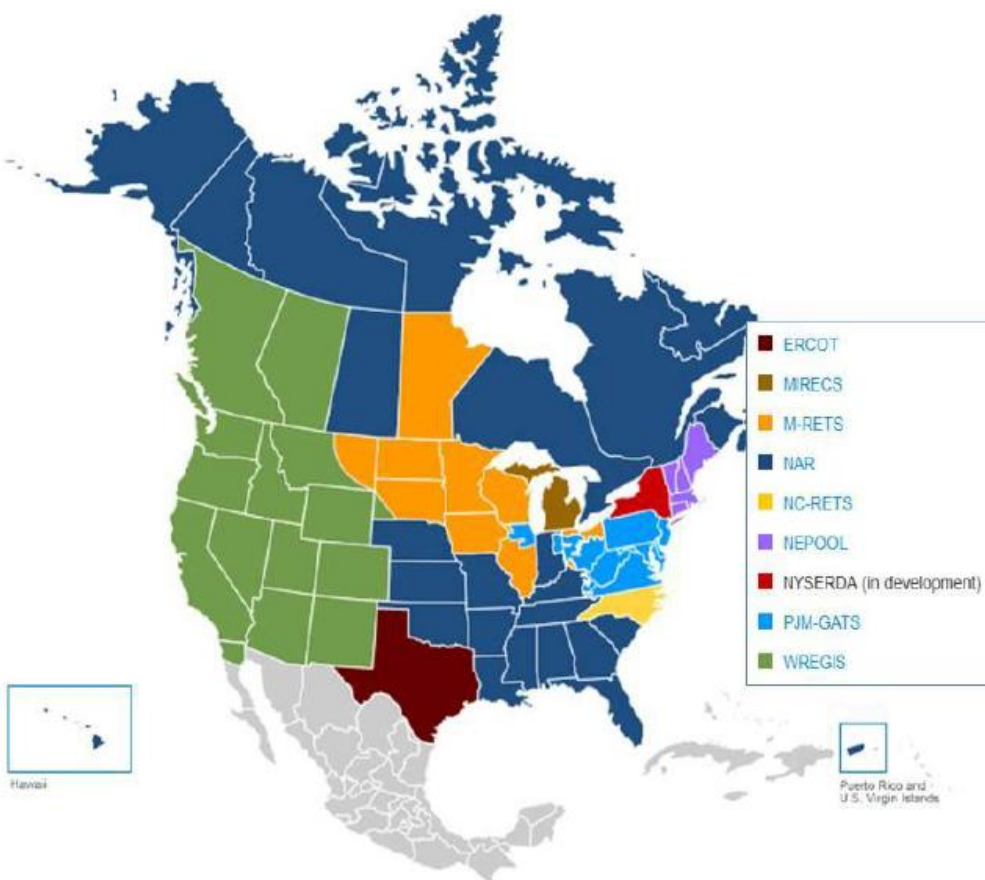 ERCOT
MIRECS
M-RETS
NAR
NC-RETS
NEPOOL
NYSERDA (in development)
PJM-GATS
WREGIS
Hawaii
Puerto Rico and
U.S. Virgin Islands